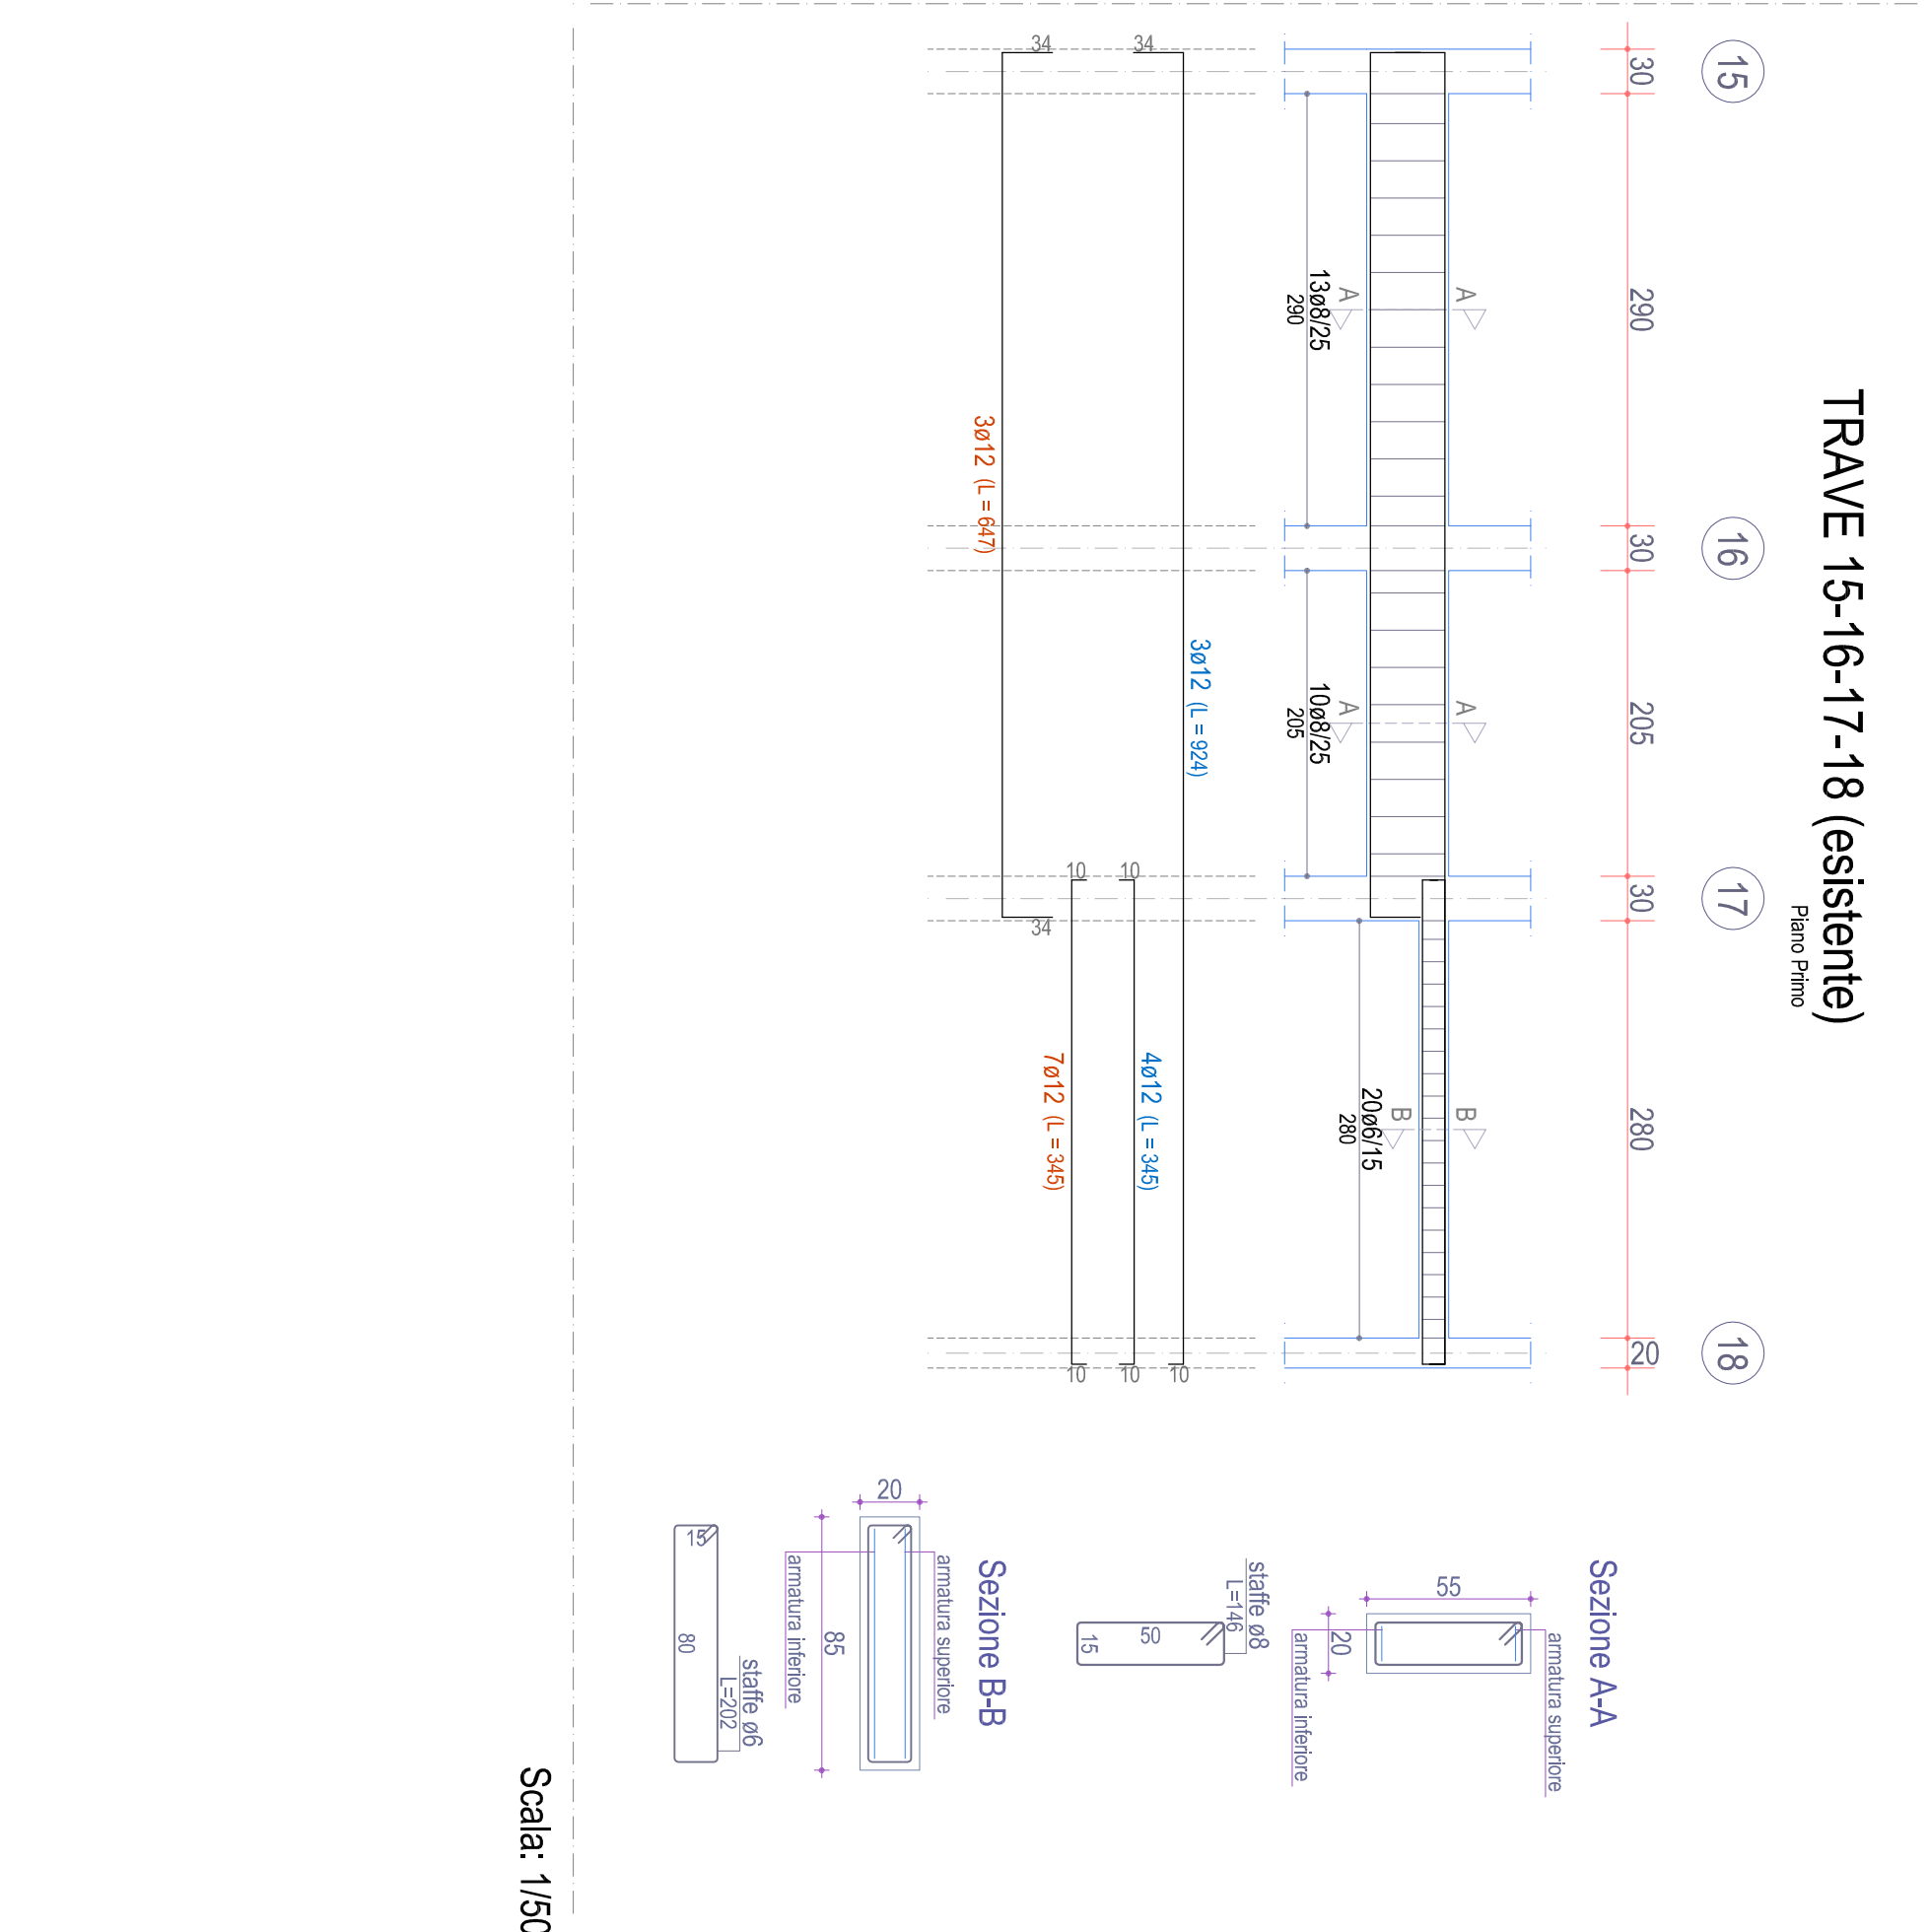 TRAVE 15-16-17-18 (esistente)
Piano Primo
15
16
17
18
30
290
30
205
30
280
20
A
A
B
A
A
B
13ø8/25
290
10ø8/25
205
20ø6/15
280
3ø12 (L = 924)
34
10
4ø12 (L = 345)
10
10
7ø12 (L = 345)
10
10
3ø12 (L = 647)
34
34
Sezione A-A
armatura superiore
55
20
armatura inferiore
staffe ø8
L=146
50
15
Sezione B-B
armatura superiore
20
85
armatura inferiore
staffe ø6
L=202
15
80
Scala: 1/50